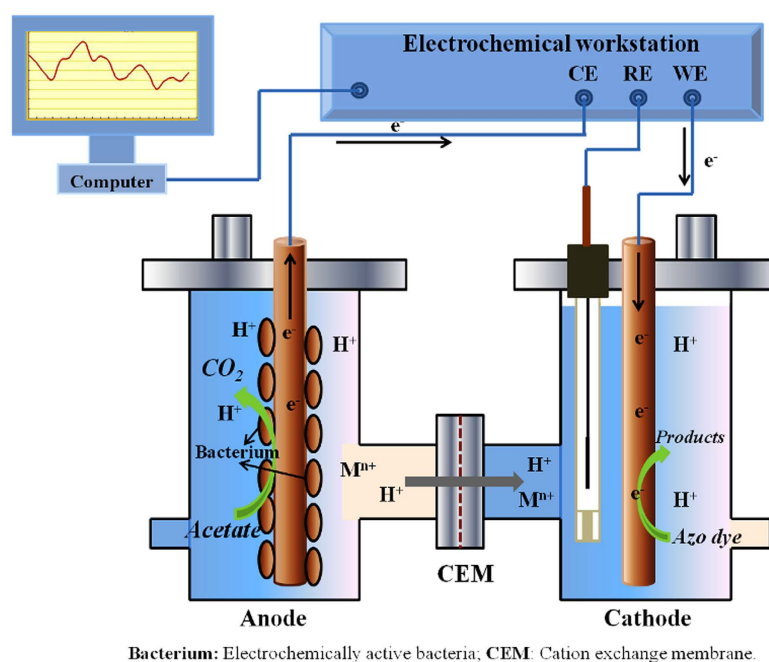 Electrochemical workstation
CE RE WE
e-
e-
Computer
H+
H+
e-
CO2
H+
e-
Bacterium
Acetate
Mn+
H+
H+
Mn+
CEM
e-
H+
e-
Products
e-
H+
Azo dye
Anode
Cathode
Bacterium: Electrochemically active bacteria; CEM: Cation exchange membrane.